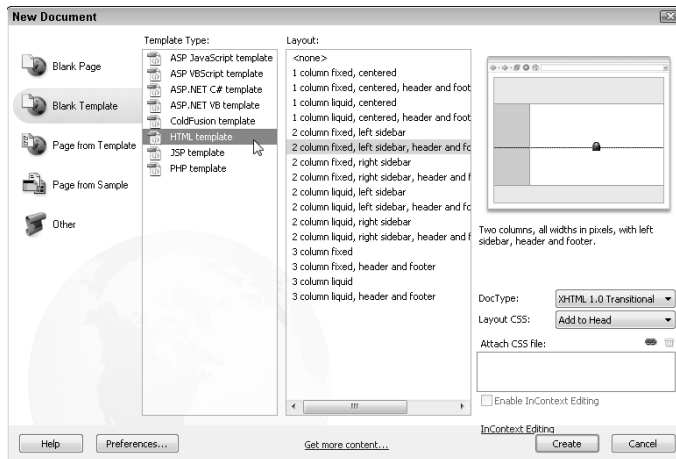 New Document
Blank Page
Blank Template
Page from Template
Page from Sample
Other
Template Type:
ASP JavaScript template
ASP VBScript template
ASP.NET C# template
ASP.NET VB template
ColdFusion template
HTML template
JSP template
PHP template
Layout:
<none>
1 column fixed, centered
1 column fixed, centered, header and foot
1 column liquid, centered
1 column liquid, centered, header and foot
2 column fixed, left sidebar
2 column fixed, left sidebar, header and fo
2 column fixed, right sidebar
2 column fixed, right sidebar, header and f
2 column liquid, left sidebar
2 column liquid, left sidebar, header and fo
2 column liquid, right sidebar
2 column liquid, right sidebar, header and f
3 column fixed
3 column fixed, header and footer
3 column liquid
3 column liquid, header and footer
Two columns, all widths in pixels, with left
sidebar, header and footer.
DocType: XHTML 1.0 Transitional
Layout CSS: Add to Head
Attach CSS file:
Enable InContext Editing
InContext Editing
Help Preferences... Get more content... Create Cancel